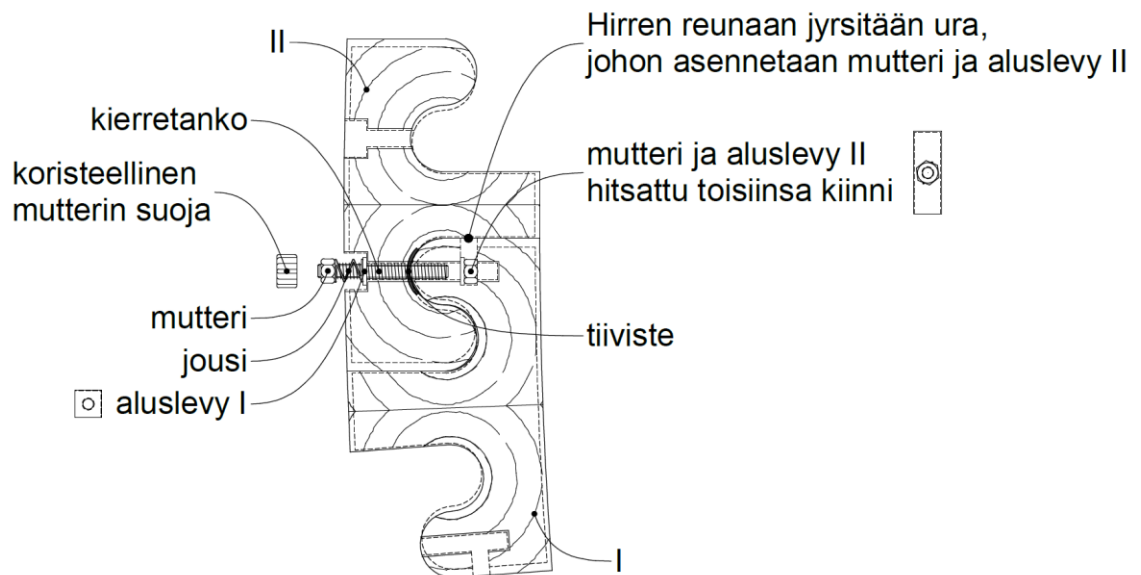 II
kierretanko
koristeellinen
mutterin suoja
mutteri
jousi
aluslevy I
Hirren reunaan jyrsitään ura,
johon asennetaan mutteri ja aluslevy II
mutteri ja aluslevy II
hitsattu toisiinsa kiinni
tiiviste
I